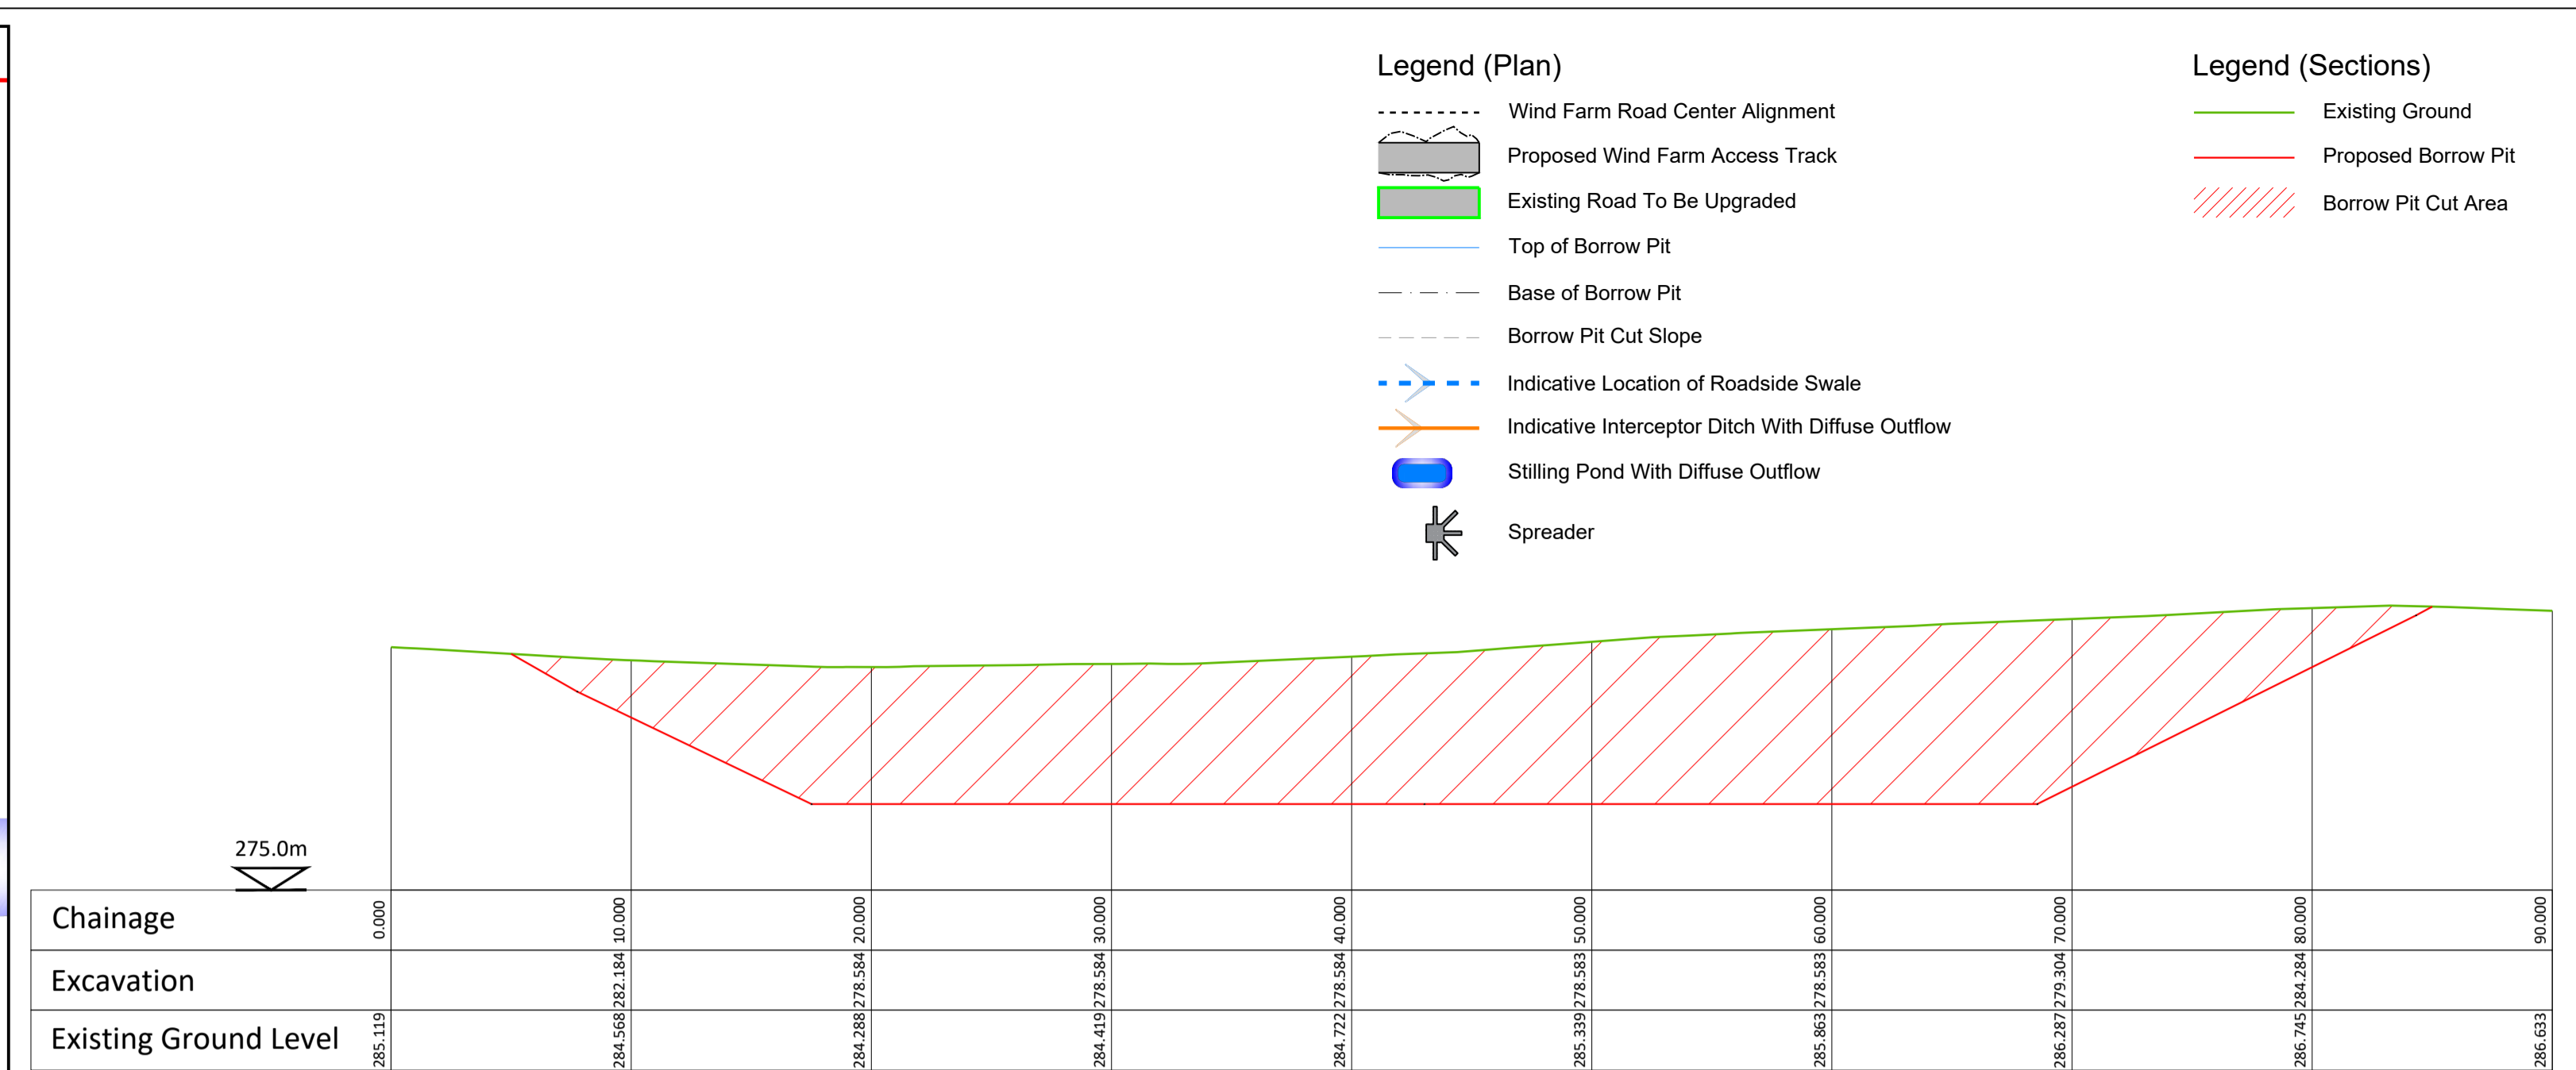 Legend (Plan)
Wind Farm Road Center Alignment
Proposed Wind Farm Access Track
Existing Road To Be Upgraded
Top of Borrow Pit
Base of Borrow Pit
Borrow Pit Cut Slope
Indicative Location of Roadside Swale
Indicative Interceptor Ditch With Diffuse Outflow
Stilling Pond With Diffuse Outflow
Spreader
Legend (Sections)
Existing Ground
Proposed Borrow Pit
Borrow Pit Cut Area
275.0m
Chainage 0.000 10.000 20.000 30.000 40.000 50.000 60.000 70.000 80.000 90.000
Excavation 282.184 278.584 278.584 278.584 278.583 278.583 279.304 284.284
Existing Ground Level 285.119 284.568 284.288 284.419 284.722 285.339 285.863 286.287 286.745 286.633